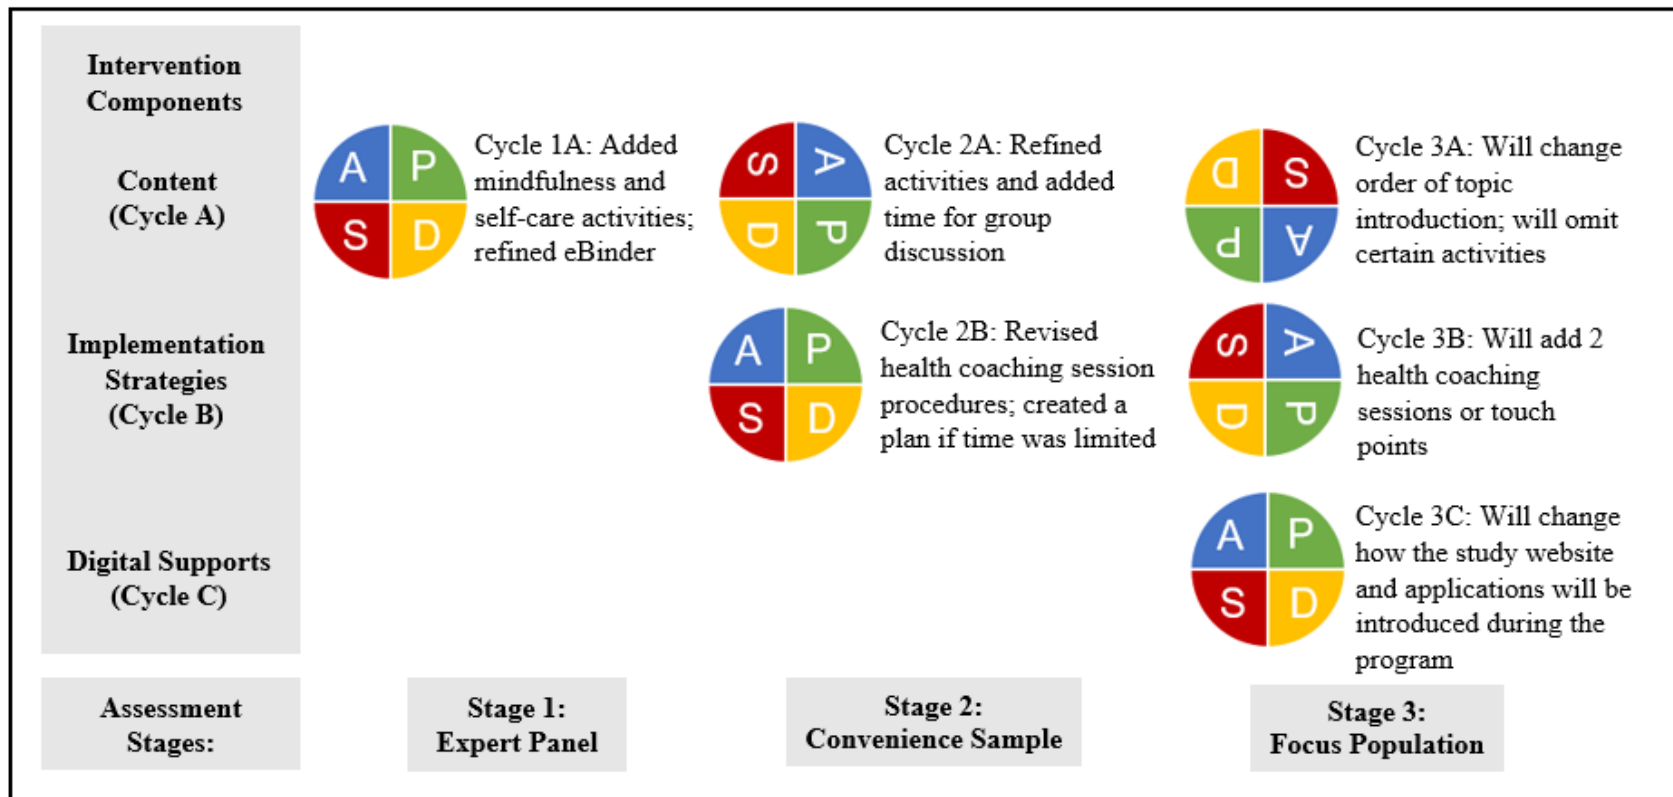 Intervention
Components
Content
(Cycle A)
A P
S D
Cycle 1A: Added
mindfulness and
self-care activities;
refined eBinder
S A
D P
Cycle 2A: Refined
activities and added
time for group
discussion
D S
P A
Cycle 3A: Will change
order of topic
introduction; will omit
certain activities
Implementation
Strategies
(Cycle B)
A P
S D
Cycle 2B: Revised
health coaching session
procedures; created a
plan if time was limited
S A
D P
Cycle 3B: Will add 2
health coaching
sessions or touch
points
Digital Supports
(Cycle C)
A P
S D
Cycle 3C: Will change
how the study website
and applications will be
introduced during the
program
Assessment
Stages:
Stage 1:
Expert Panel
Stage 2:
Convenience Sample
Stage 3:
Focus Population